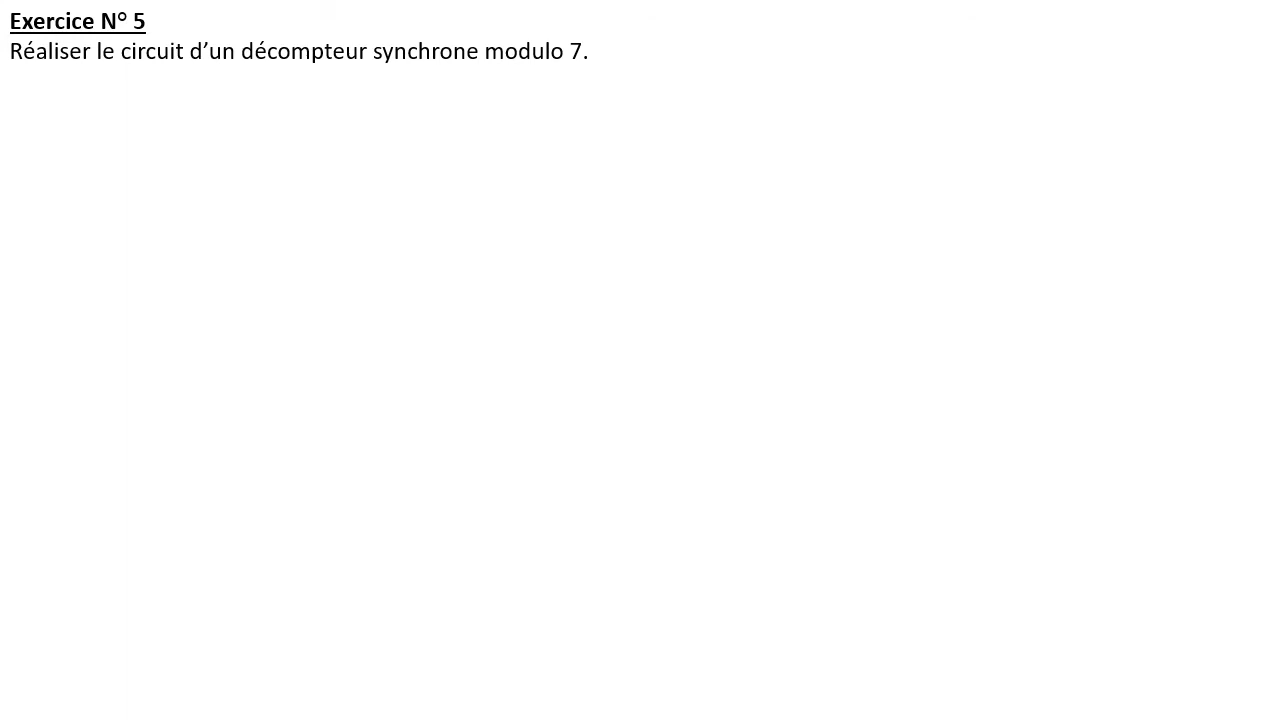 Exercice N° 5
Réaliser le circuit d’un décompteur synchrone modulo 7.